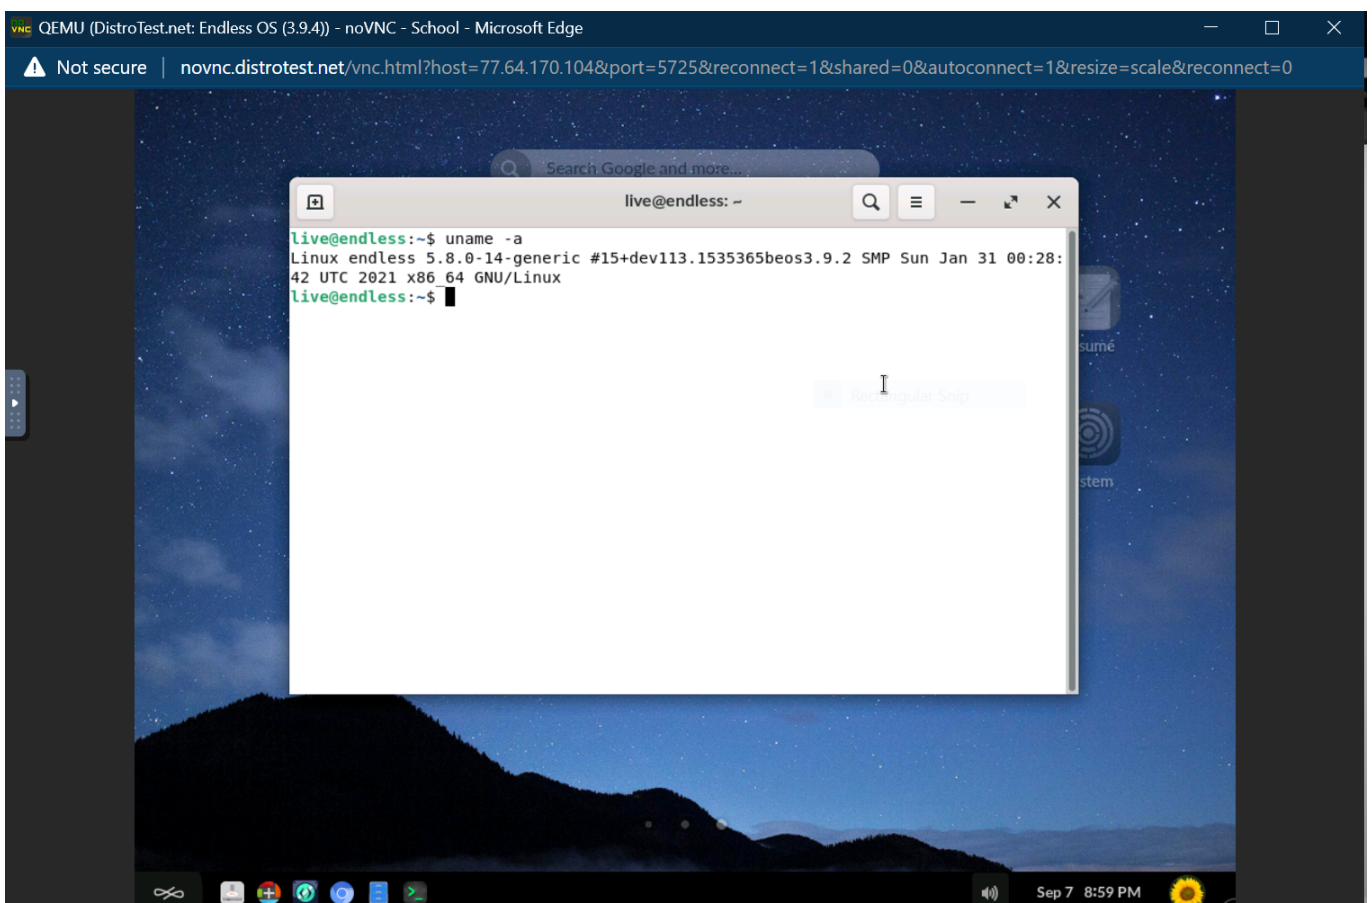 QEMU (DistroTest.net: Endless OS (3.9.4)) - noVNC - School - Microsoft Edge
Not secure | novnc.distrotest.net/vnc.html?host=77.64.170.104&port=5725&reconnect=1&shared=0&autoconnect=1&resize=scale&reconnect=0
Search Google and more...
live@endless: ~
live@endless:~$ uname -a
Linux endless 5.8.0-14-generic #15+dev113.1535365beos3.9.2 SMP Sun Jan 31 00:28:
42 UTC 2021 x86_64 GNU/Linux
live@endless:~$
sumé
Rectangular Snip
stem
Sep 7 8:59 PM